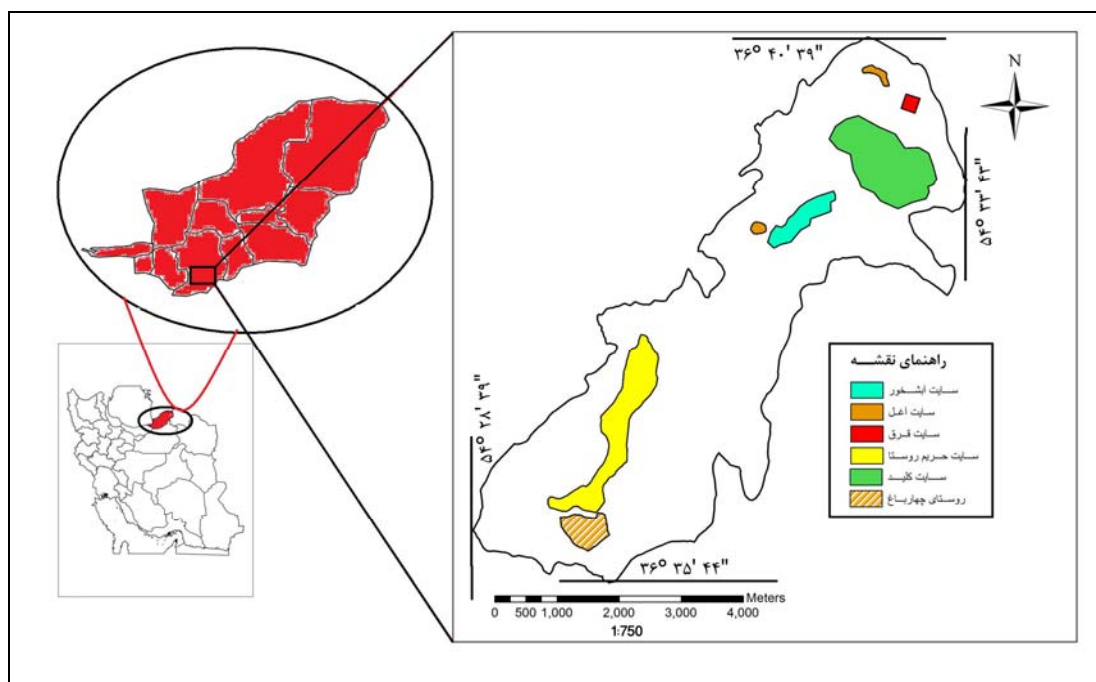 ۳۶° ۴۰' ۳۹"
N
۵۴° ۳۳' ۴۳"
راهنمای نقشه
سایت آبشخور
سایت آغل
سایت قرق
سایت حریم روستا
سایت کلید
روستای چهارباغ
۵۴° ۲۸' ۳۹"
۳۶° ۳۵' ۴۴"
Meters
0 500 1,000 2,000 3,000 4,000
1:750